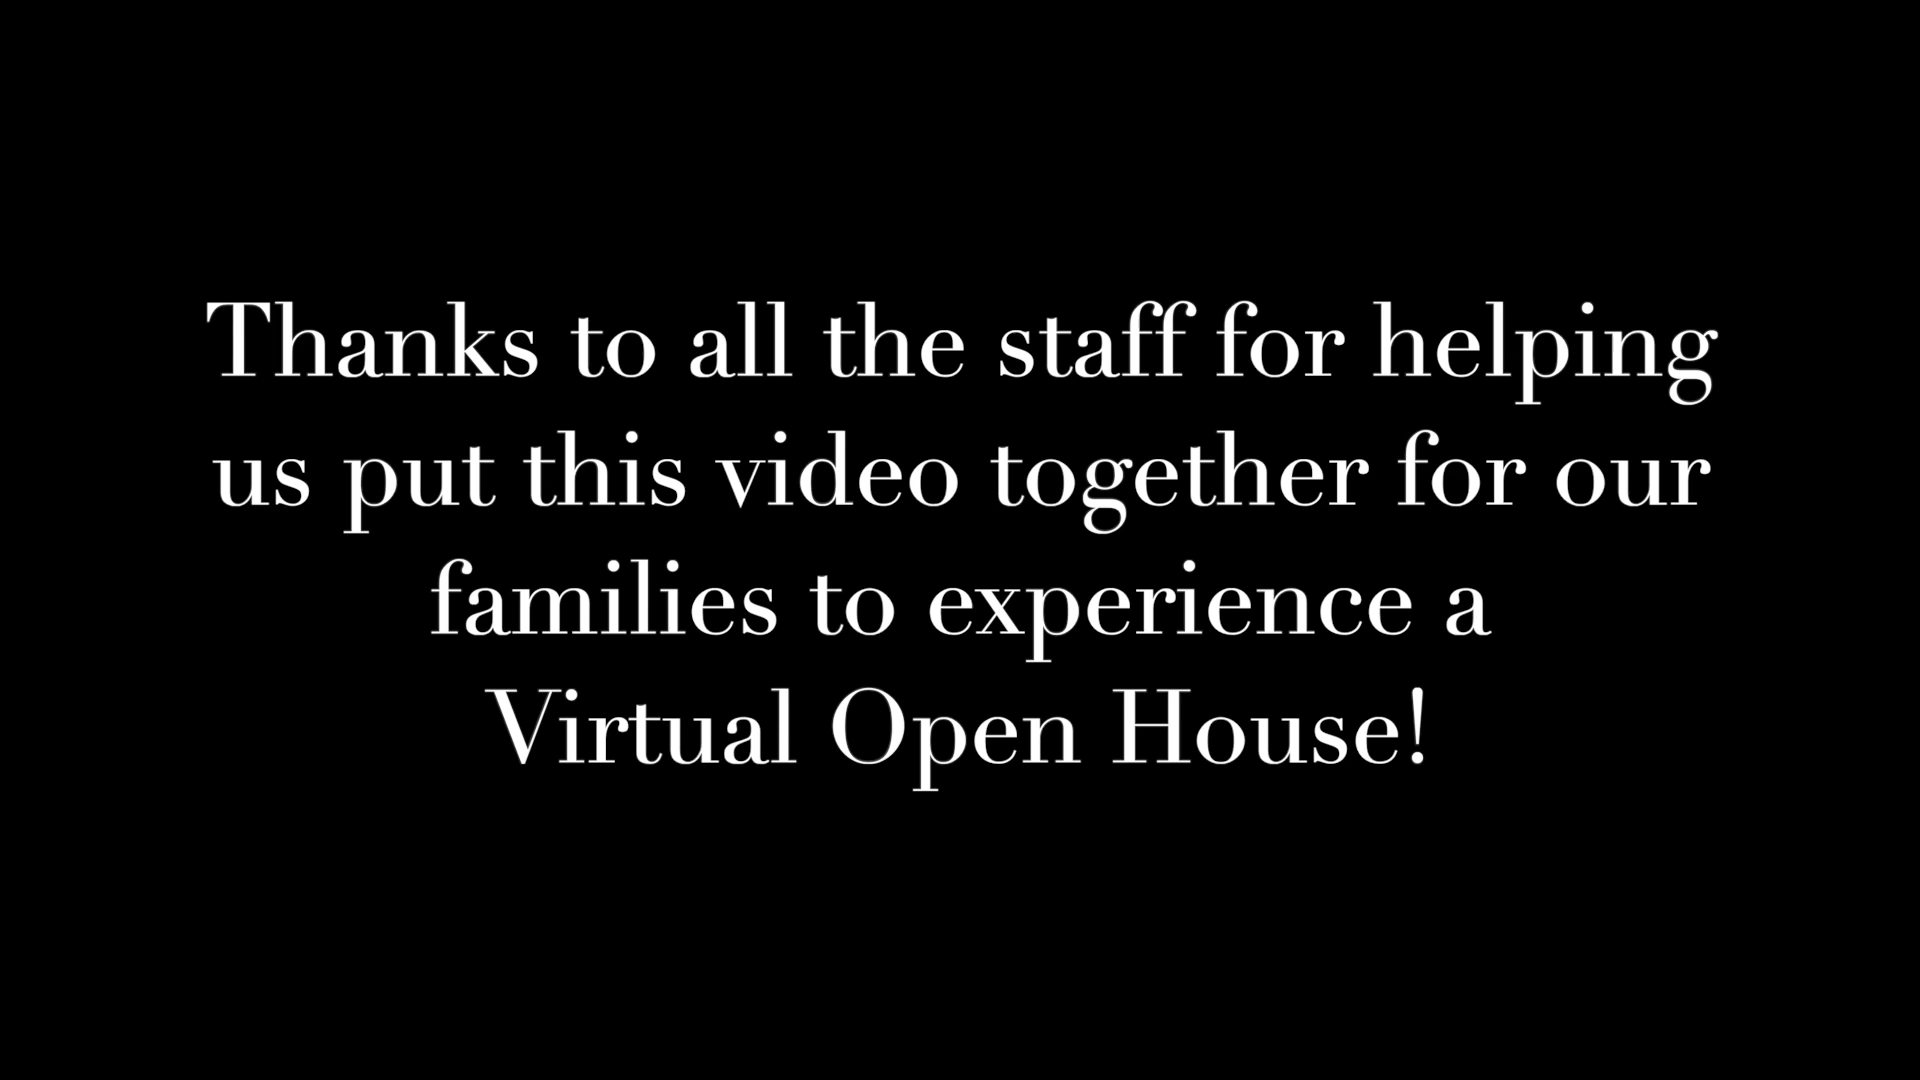 Thanks to all the staff for helping
us put this video together for our
families to experience a
Virtual Open House!